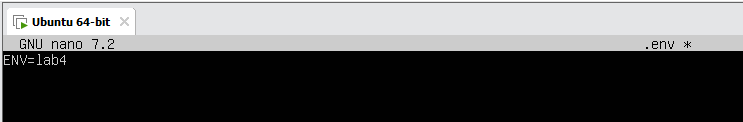 Ubuntu 64-bit
GNU nano 7.2 .env *
ENV=lab4